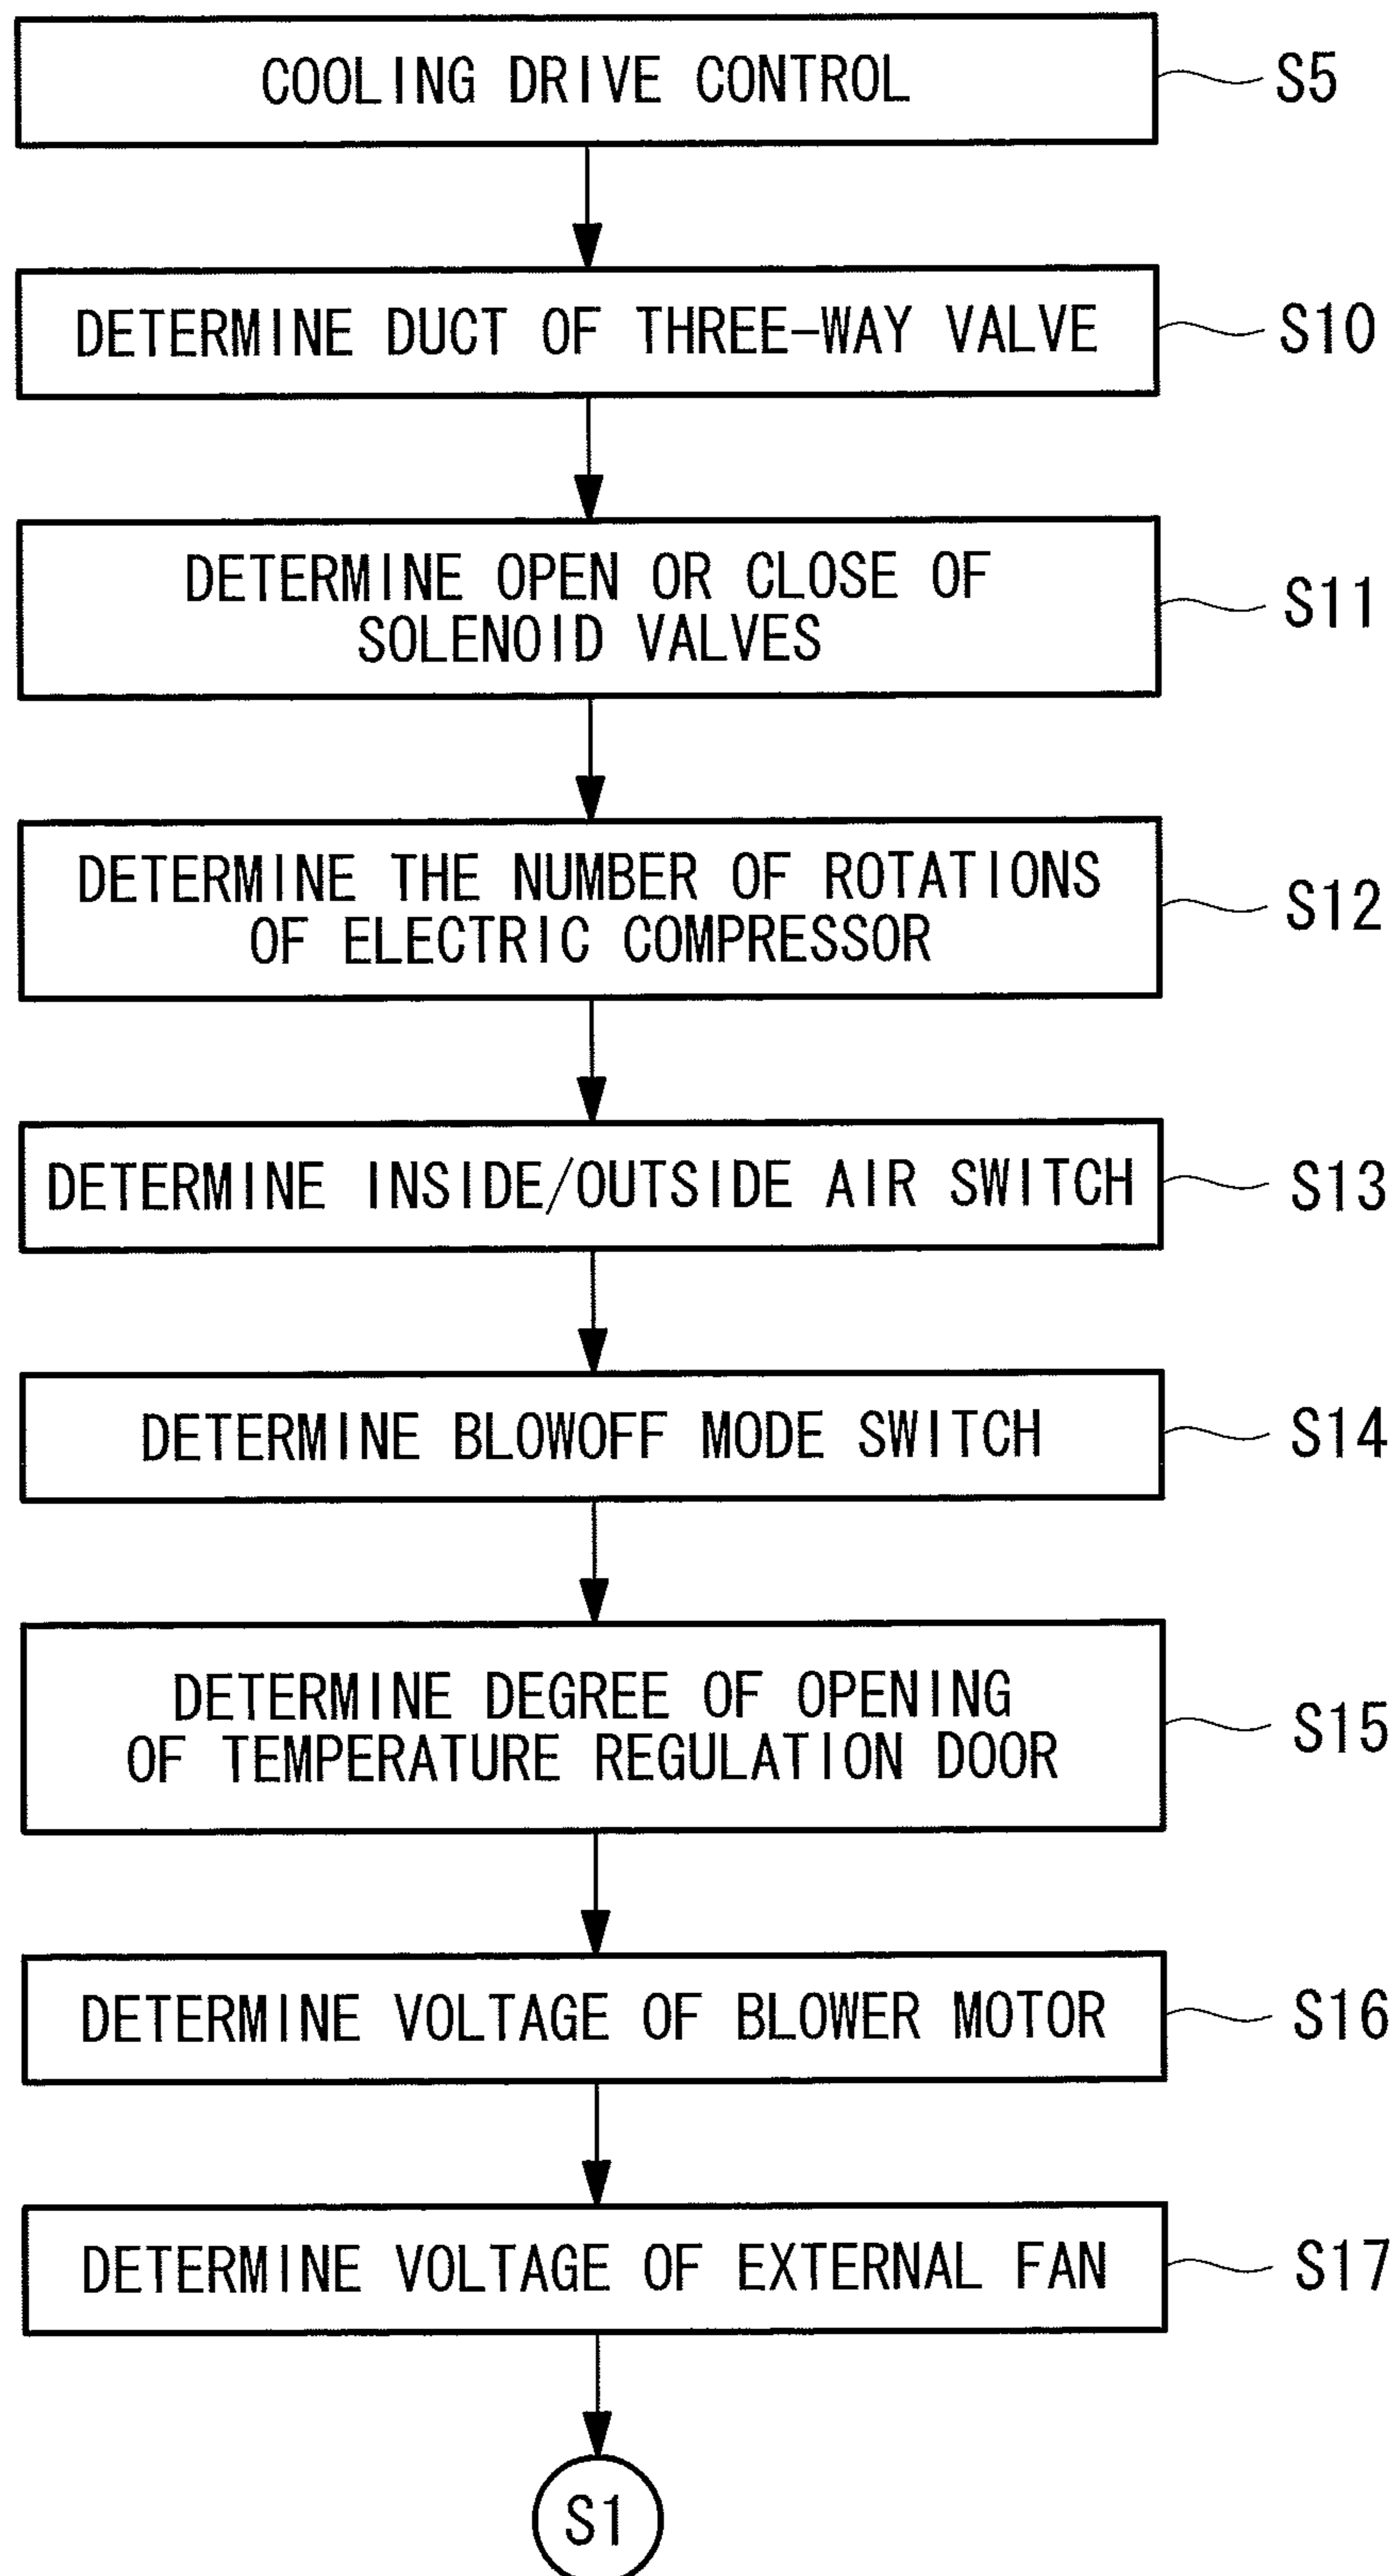 COOLING DRIVE CONTROL
S5
DETERMINE DUCT OF THREE-WAY VALVE
S10
DETERMINE OPEN OR CLOSE OF
SOLENOID VALVES
S11
DETERMINE THE NUMBER OF ROTATIONS
OF ELECTRIC COMPRESSOR
S12
DETERMINE INSIDE/OUTSIDE AIR SWITCH
S13
DETERMINE BLOWOFF MODE SWITCH
S14
DETERMINE DEGREE OF OPENING
OF TEMPERATURE REGULATION DOOR
S15
DETERMINE VOLTAGE OF BLOWER MOTOR
S16
DETERMINE VOLTAGE OF EXTERNAL FAN
S17
S1